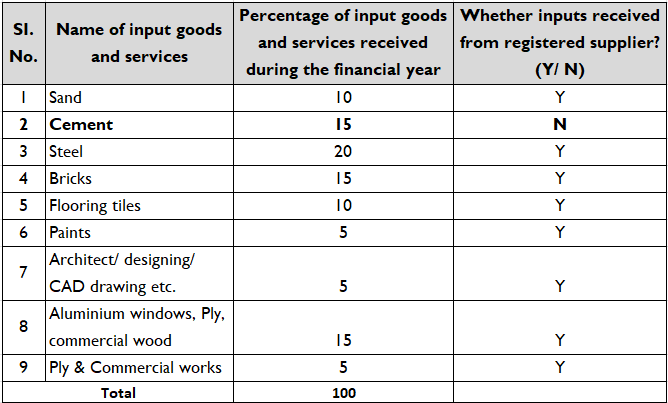 Sl. No. Name of input goods and services Percentage of input goods and services received during the financial year Whether inputs received from registered supplier? (Y/ N)
1 Sand 10 Y
2 Cement 15 N
3 Steel 20 Y
4 Bricks 15 Y
5 Flooring tiles 10 Y
6 Paints 5 Y
7 Architect/ designing/ CAD drawing etc. 5 Y
8 Aluminium windows, Ply, commercial wood 15 Y
9 Ply & Commercial works 5 Y
Total 100